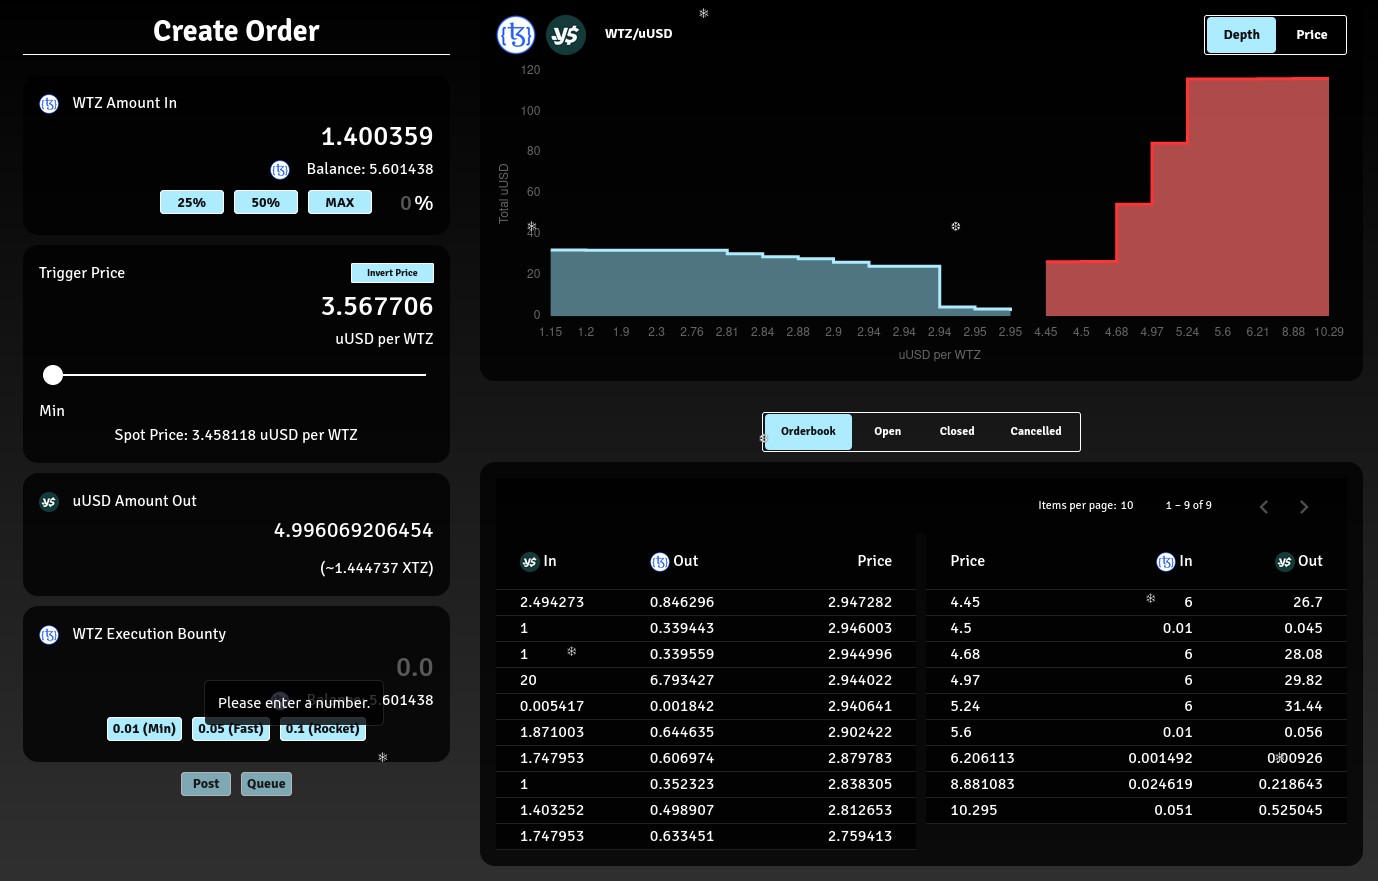 Create Order
WTZ Amount In
1.400359
Balance: 5.601438
25% 50% MAX 0 %
Trigger Price Invert Price
3.567706
uUSD per WTZ
Min
Spot Price: 3.458118 uUSD per WTZ
uUSD Amount Out
4.996069206454
(~1.444737 XTZ)
WTZ Execution Bounty
0.0
Balance: 5.601438
Please enter a number.
0.01 (Min) 0.05 (Fast) 0.1 (Rocket)
Post Queue
WTZ/uUSD
Depth Price
120
100
80
60
40
20
0
Total uUSD
1.15 1.2 1.9 2.3 2.76 2.81 2.84 2.88 2.9 2.94 2.94 2.94 2.95 2.95 4.45 4.5 4.68 4.97 5.24 5.6 6.21 8.88 10.29
uUSD per WTZ
Orderbook Open Closed Cancelled
Items per page: 10 1 – 9 of 9
In Out Price Price In Out
2.494273 0.846296 2.947282 4.45 6 26.7
1 0.339443 2.946003 4.5 0.01 0.045
1 0.339559 2.944996 4.68 6 28.08
20 6.793427 2.944022 4.97 6 29.82
0.005417 0.001842 2.940641 5.24 6 31.44
1.871003 0.644635 2.902422 5.6 0.01 0.056
1.747953 0.606974 2.879783 6.206113 0.001492 0.00926
1 0.352323 2.838305 8.881083 0.024619 0.218643
1.403252 0.498907 2.812653 10.295 0.051 0.525045
1.747953 0.633451 2.759413